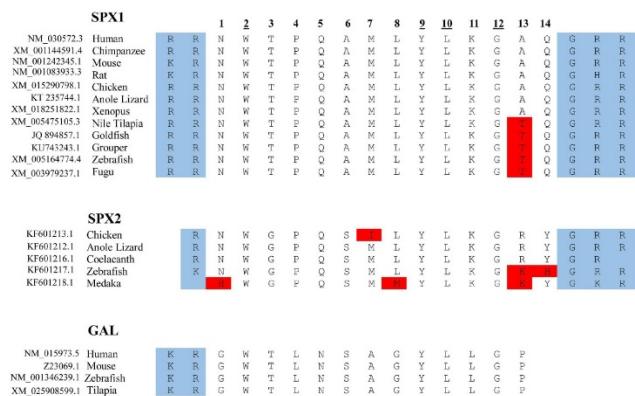 SPX1 1 2 3 4 5 6 7 8 9 10 11 12 13 14
NM_030572.3 Human R R N W T P Q A M L Y L K G A Q G R R
XM_001144591.4 Chimpanzee R R N W T P Q A M L Y L K G A Q G R R
NM_001242345.1 Mouse K R N W T P Q A M L Y L K G A Q G R R
NM_001083933.3 Rat R N W T P Q A M L Y L K G A Q G H R
XM_015290798.1 Chicken R R N W T P Q A M L Y L K G A Q G R R
KT 235744.1 Anole Lizard R R N W T P Q A M L Y L K G A Q G R R
XM_018251822.1 Xenopus R R N W T P Q A M L Y L K G A Q G R R
XM_005475105.3 Nile Tilapia R R N W T P Q A M L Y L K G T Q G R R
JQ 894857.1 Goldfish R R N W T P Q A M L Y L K G T Q G R R
KU743243.1 Grouper R R N W T P Q A M L Y L K G T Q G R R
XM_005164774.4 Zebrafish R R N W T P Q A M L Y L K G T Q G R R
XM_003979237.1 Fugu R R N W T P Q A M L Y L K G T Q G R R
SPX2
KF601213.1 Chicken R N W G P Q S L Y L K G R Y G R R
KF601212.1 Anole Lizard R N W G P Q S M L Y L K G R Y G R R
KF601216.1 Coelacanth R N W G P Q S M L Y L K G R Y G R
KF601217.1 Zebrafish K N W G P Q S M L Y L K G K H G R R
KF601218.1 Medaka W G P Q S M M Y L K G K Y G K R
GAL
NM_015973.5 Human K R G W T L N S A G Y L L G P
Z23069.1 Mouse K R G W T L N S A G Y L L G P
NM_001346239.1 Zebrafish K R G W T L N S A G Y L L G P
XM_025908599.1 Tilapia K R G W T L N S A G Y L L G P